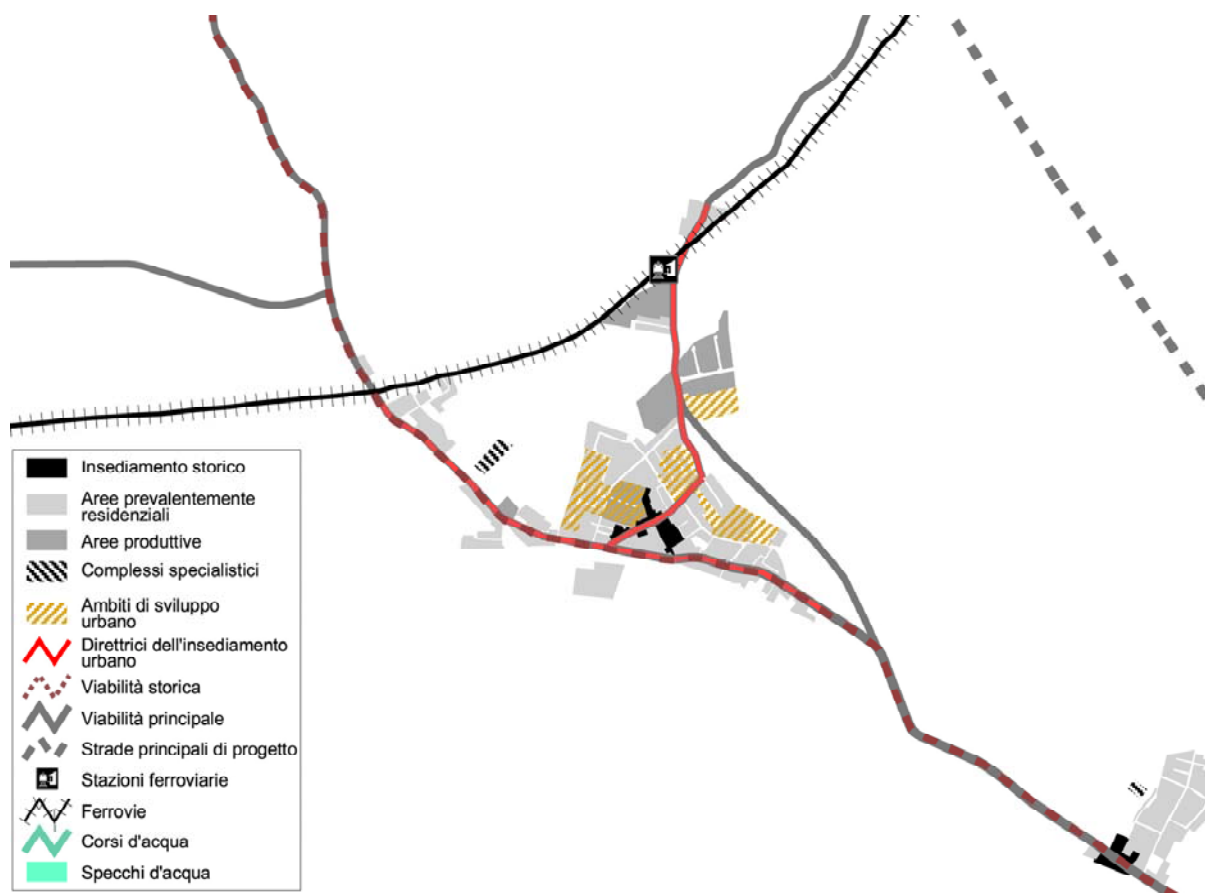 Insediamento storico
Aree prevalentemente
residenziali
Aree produttive
Complessi specialistici
Ambiti di sviluppo
urbano
Direttrici dell'insediamento
urbano
Viabilità storica
Viabilità principale
Strade principali di progetto
Stazioni ferroviarie
Ferrovie
Corsi d'acqua
Specchi d'acqua